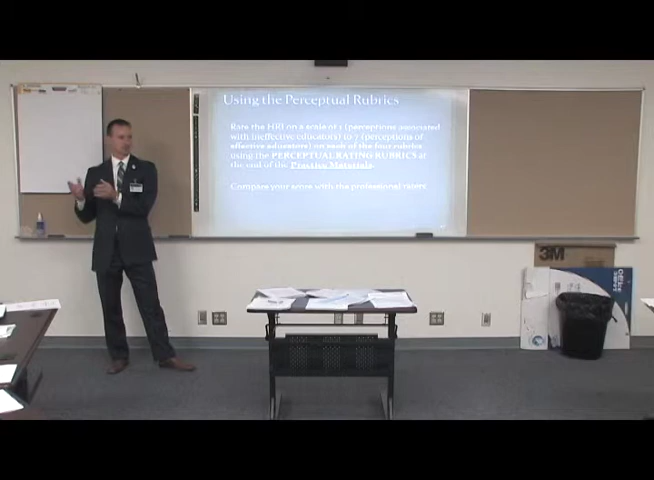 Using the Perceptual Rubrics
Rate the HRI on a scale of 1 (perceptions associated
with ineffective educators) to 7 (perceptions of
effective educators) on each of the four rubrics
using the PERCEPTUAL RATING RUBRICS at
the end of the Practice Materials.
Compare your score with the professional raters
3M